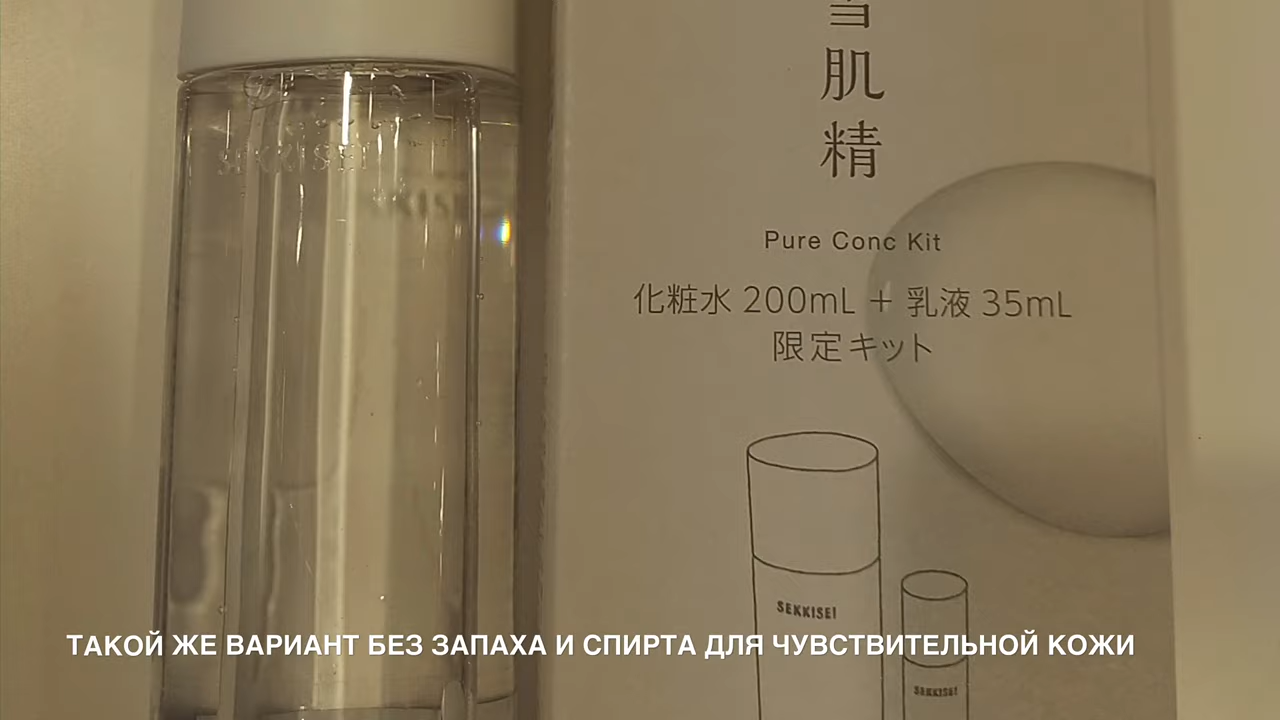 SEKKISEI
雪
肌
精
Pure Conc Kit
化粧水 200mL + 乳液 35mL
限定キット
SEKKISEI
SEKKISEI
ТАКОЙ ЖЕ ВАРИАНТ БЕЗ ЗАПАХА И СПИРТА ДЛЯ ЧУВСТВИТЕЛЬНОЙ КОЖИ